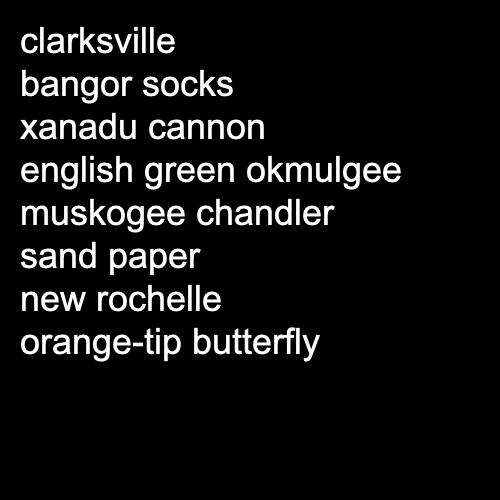 clarksville
bangor socks
xanadu cannon
english green okmulgee
muskogee chandler
sand paper
new rochelle
orange-tip butterfly